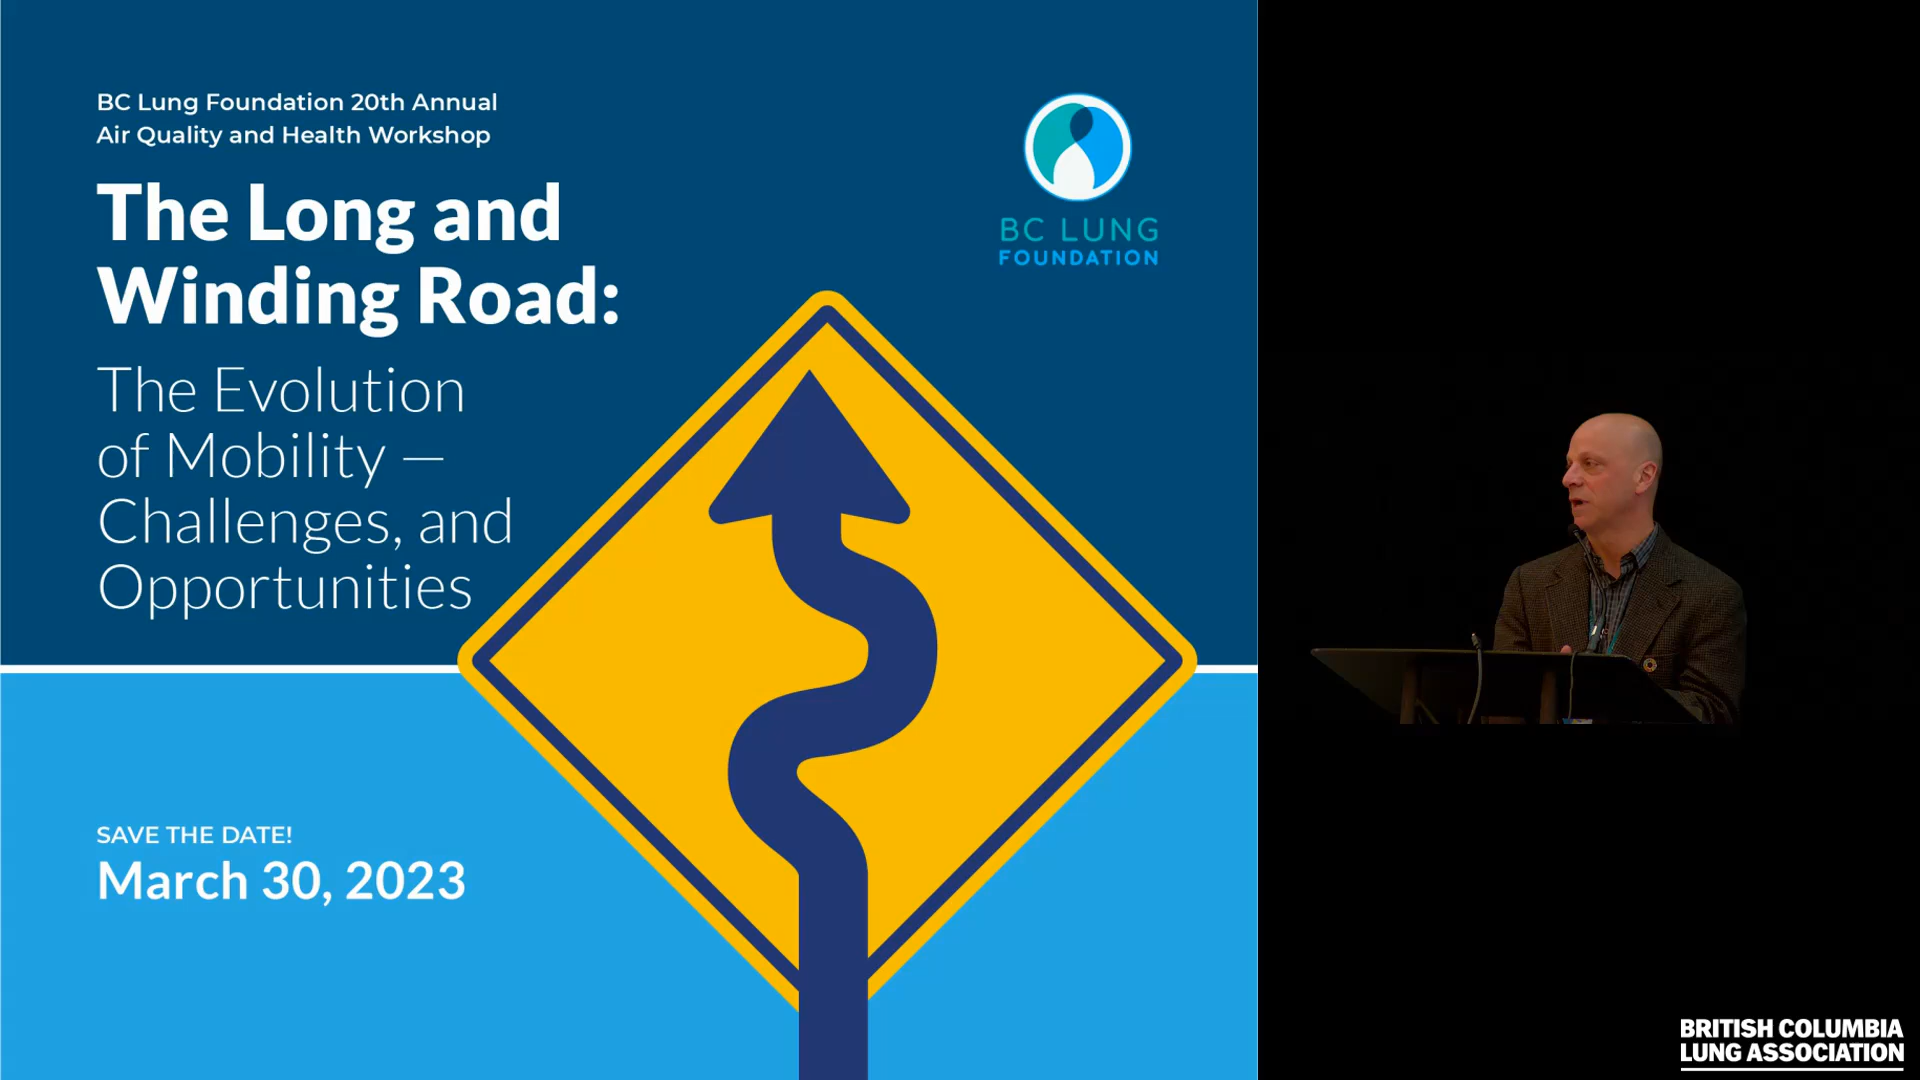 BC Lung Foundation 20th Annual
Air Quality and Health Workshop
The Long and
Winding Road:
The Evolution
of Mobility —
Challenges, and
Opportunities
SAVE THE DATE!
March 30, 2023
BC LUNG
FOUNDATION
BRITISH COLUMBIA
LUNG ASSOCIATION